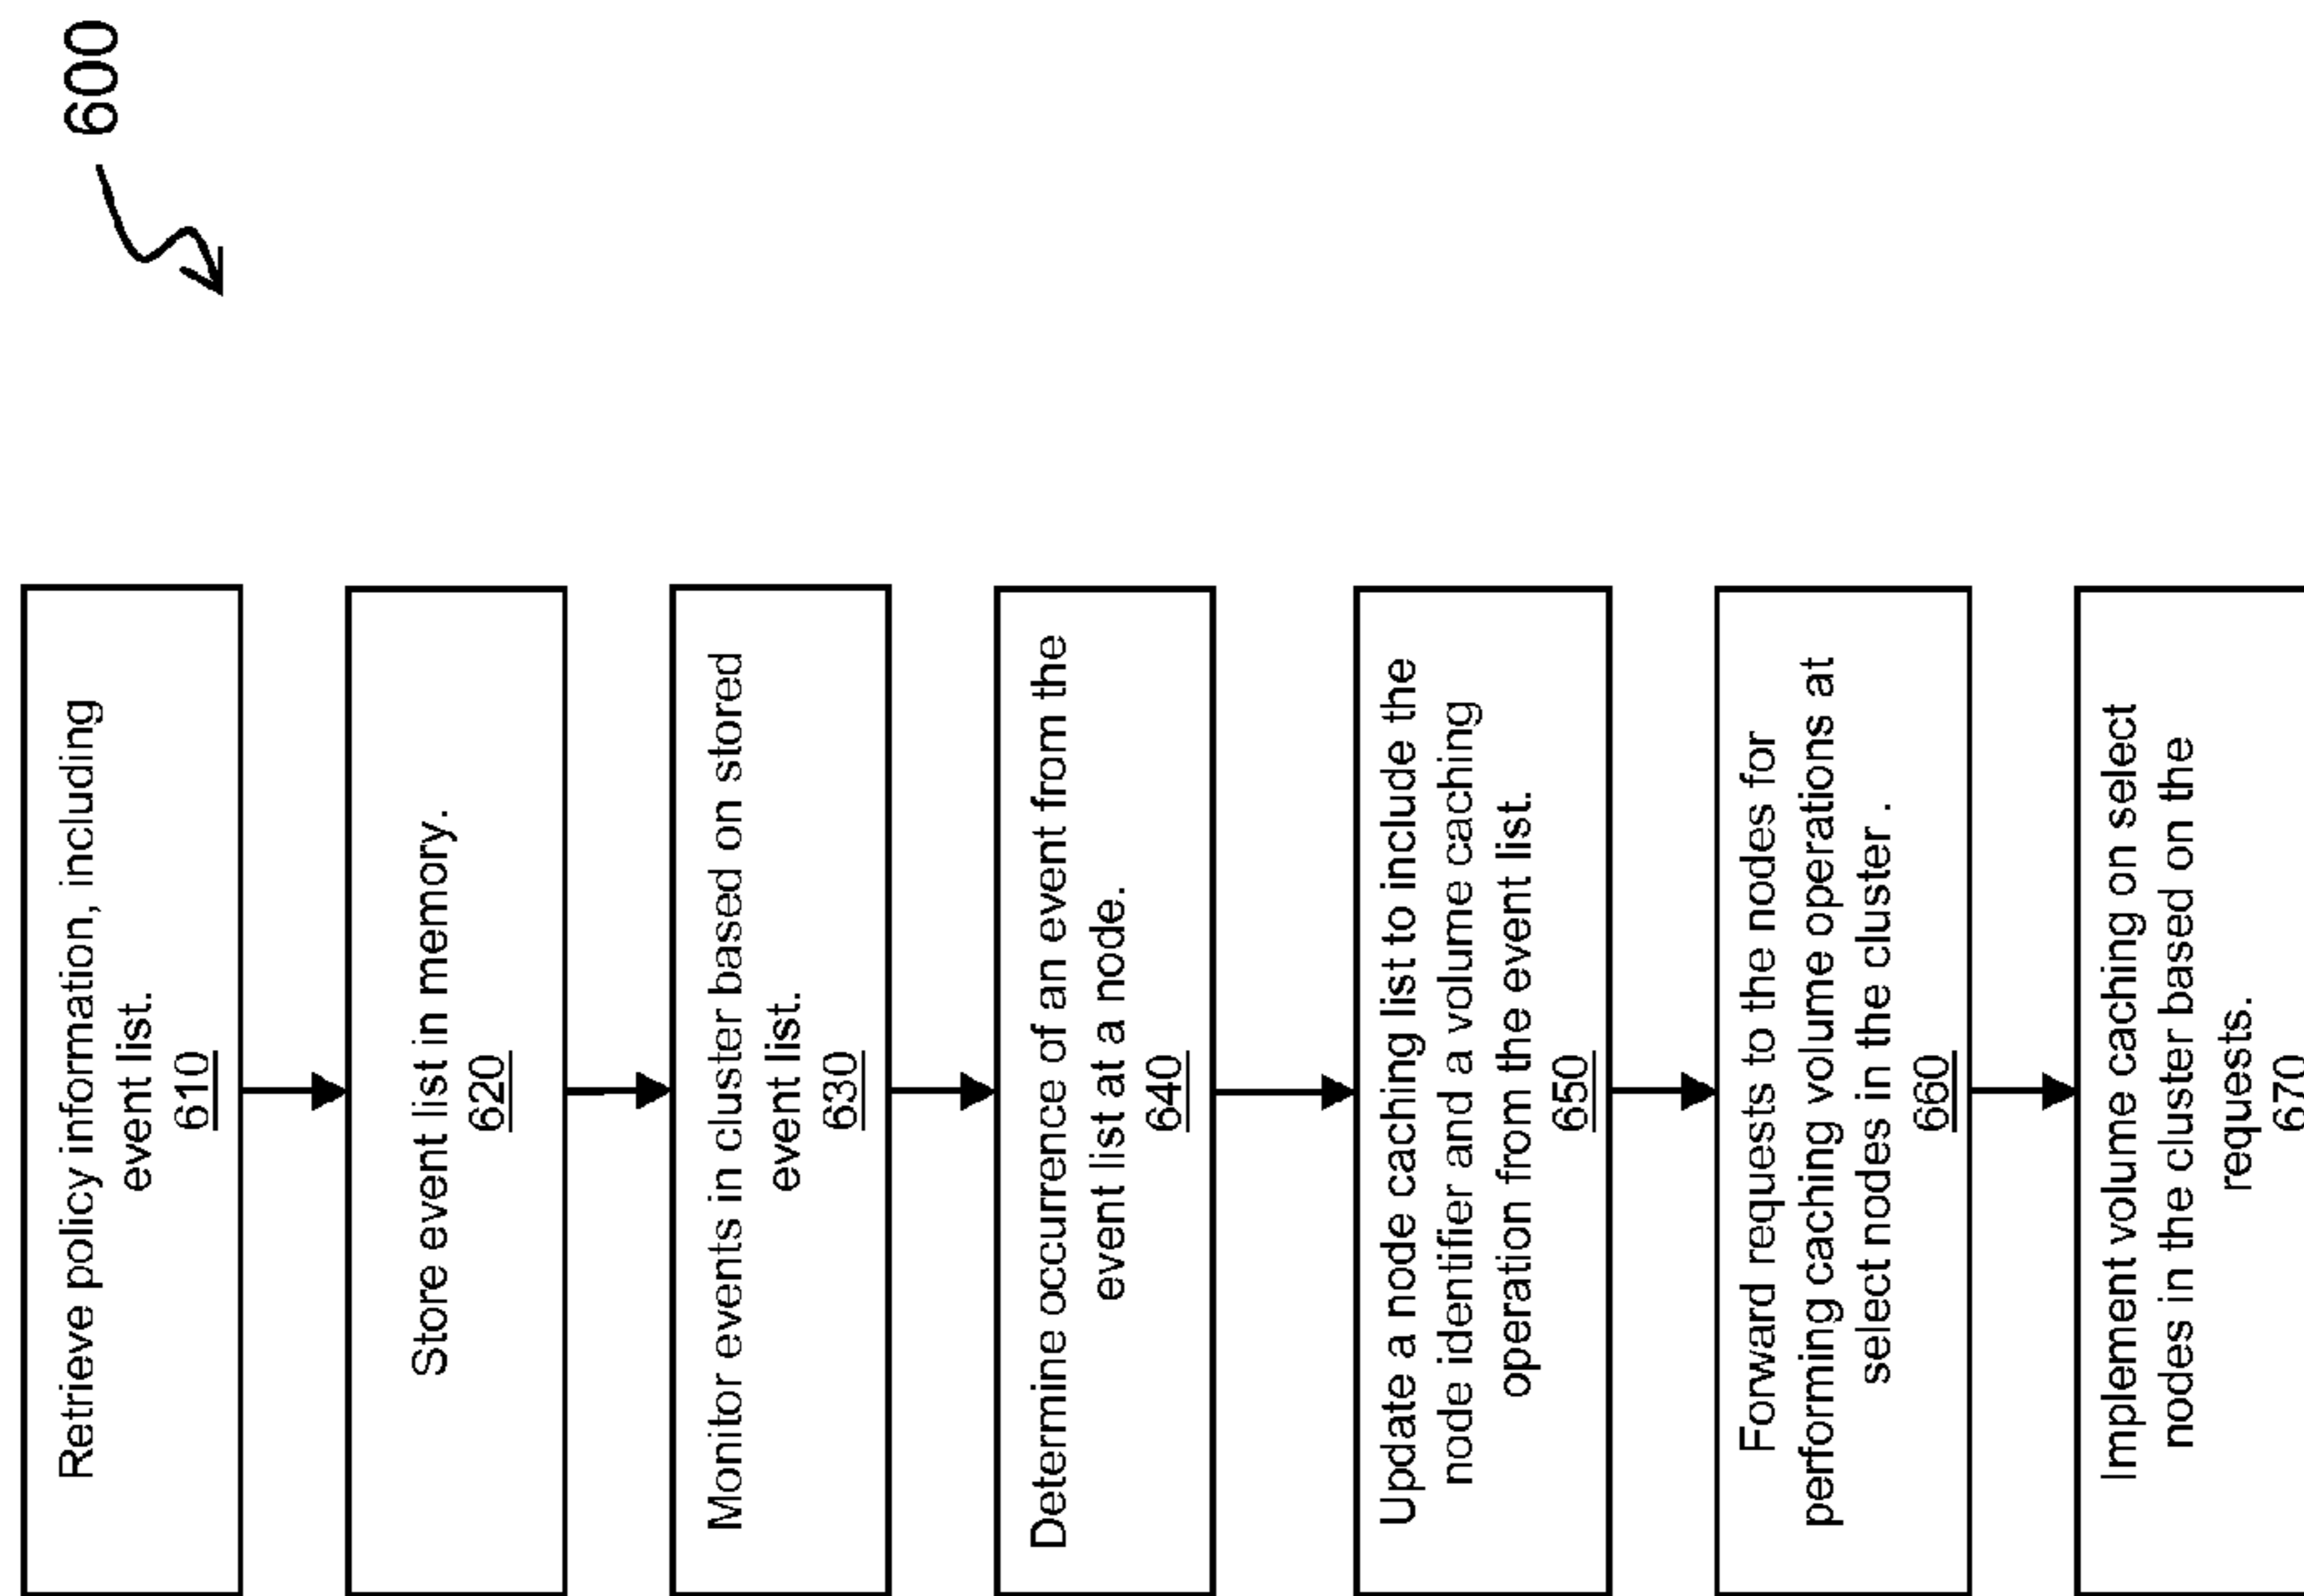 600
Retrieve policy information, including
event list.
610
Store event list in memory.
620
Monitor events in cluster based on stored
event list.
630
Determine occurrence of an event from the
event list at a node.
640
Update a node caching list to include the
node identifier and a volume caching
operation from the event list.
650
Forward requests to the nodes for
performing caching volume operations at
select nodes in the cluster .
660
Implement volume caching on select
nodes in the cluster based on the
requests.
670